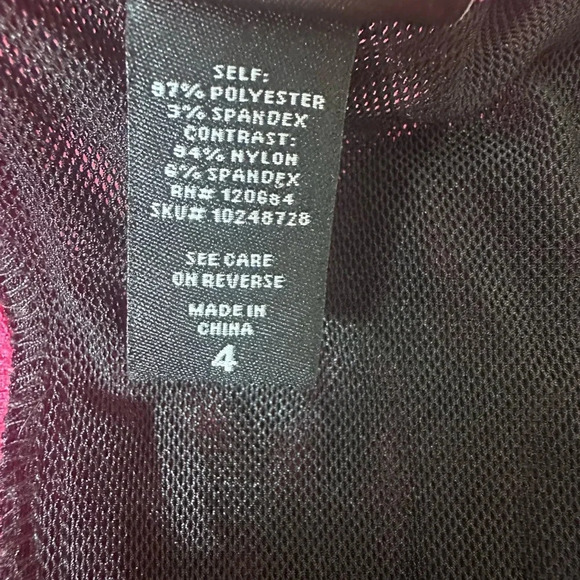 SELF:
97% POLYESTER
3% SPANDEX
CONTRAST:
94% NYLON
6% SPANDEX
RN# 120684
SKU# 10248728
SEE CARE
ON REVERSE
MADE IN
CHINA
4